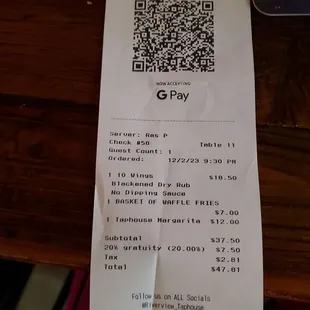 NOW ACCEPTING
G Pay
Server: Ras P
Check #58 Table 11
Guest Count: 1
Ordered: 12/2/23 9:30 PM
1 10 Wings $18.50
Blackened Dry Rub
No Dipping Sauce
1 BASKET OF WAFFLE FRIES
$7.00
1 Taphouse Margarita $12.00
Subtotal $37.50
20% gratuity (20.00%) $7.50
Tax $2.81
Total $47.81
Follow us on ALL Socials
@Riverview_Taphouse